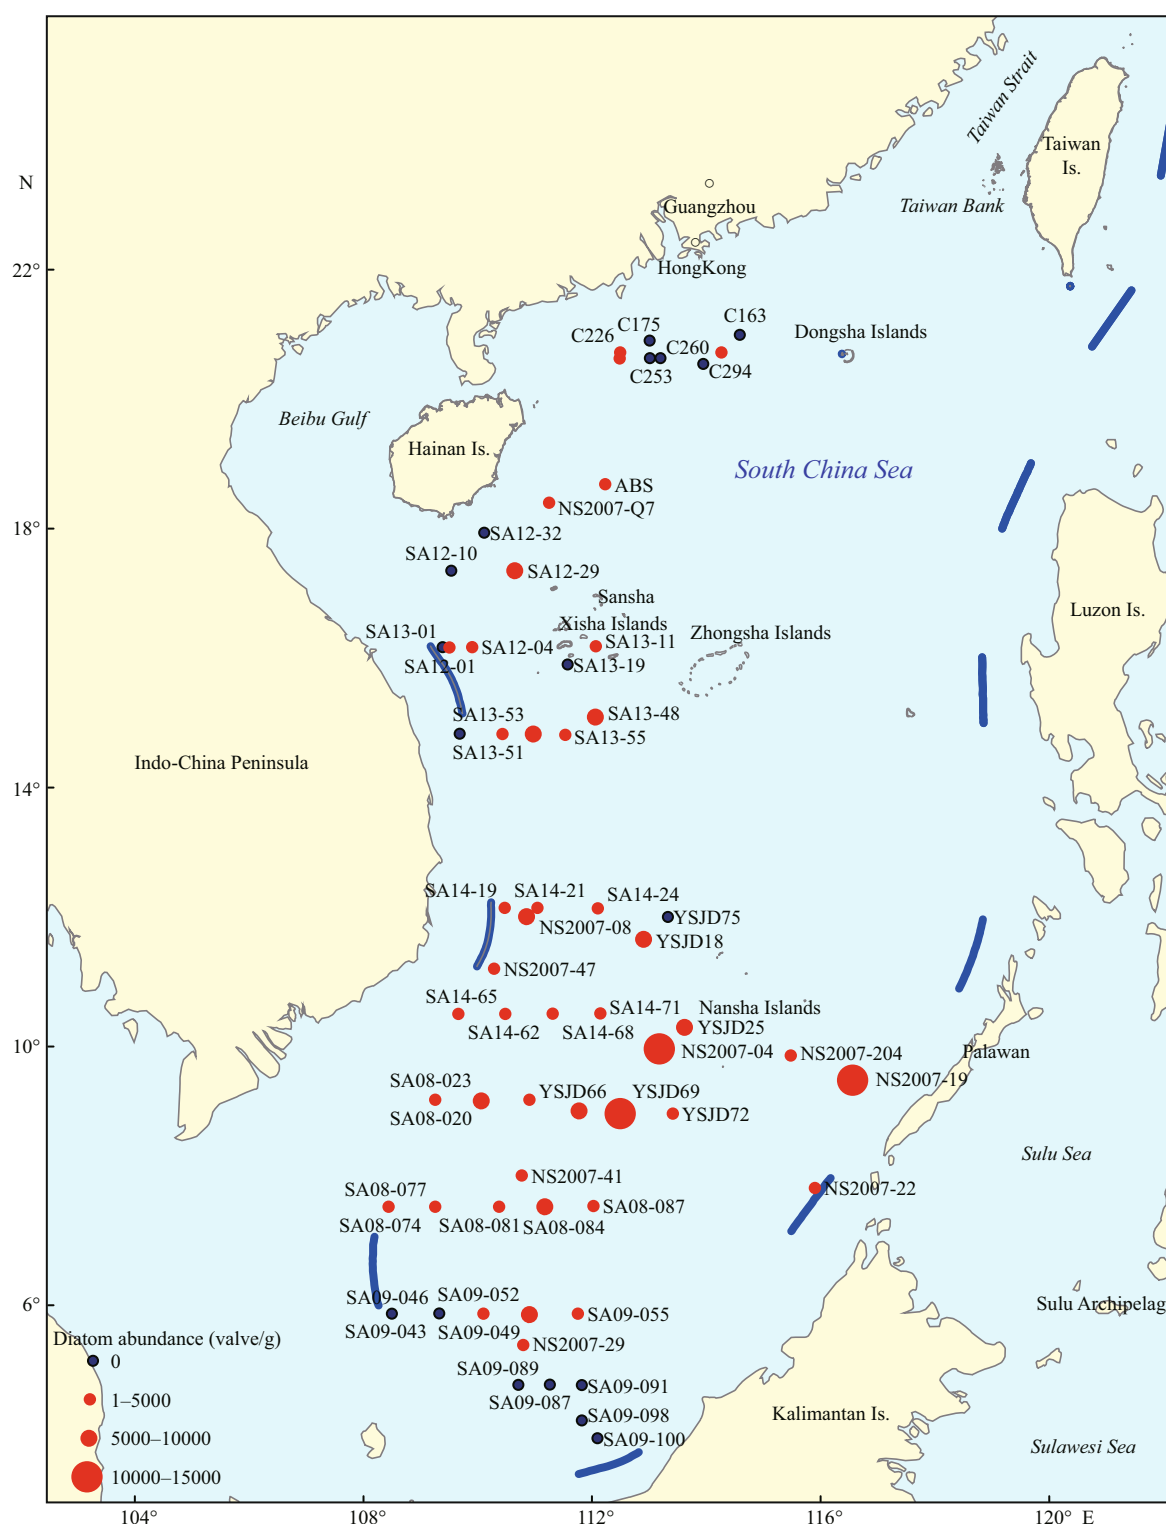 Taiwan Strait
Taiwan
Is.
N
Guangzhou
Taiwan Bank
22°
HongKong
C163
C175
C226
Dongsha Islands
C260
C253
C294
Beibu Gulf
Hainan Is.
South China Sea
ABS
NS2007-Q7
18°
SA12-32
SA12-10
SA12-29
Sansha
Luzon Is.
Xisha Islands
SA13-01
Zhongsha Islands
SA13-11
SA12-04
SA12-01
SA13-19
SA13-53
SA13-48
SA13-55
SA13-51
Indo-China Peninsula
14°
SA14-19
SA14-21
SA14-24
YSJD75
NS2007-08
YSJD18
NS2007-47
SA14-65
SA14-71
Nansha Islands
YSJD25
SA14-62
SA14-68
10°
NS2007-04
NS2007-204
Palawan
SA08-023
NS2007-19
YSJD66
YSJD69
SA08-020
YSJD72
Sulu Sea
NS2007-41
SA08-077
NS2007-22
SA08-087
SA08-074
SA08-081
SA08-084
SA09-046
SA09-052
6°
Sulu Archipelag
SA09-055
SA09-043
SA09-049
Diatom abundance (valve/g)
NS2007-29
0
SA09-089
SA09-091
1–5000
SA09-087
SA09-098
Kalimantan Is.
5000–10000
SA09-100
Sulawesi Sea
10000–15000
104°
108°
112°
116°
120° E